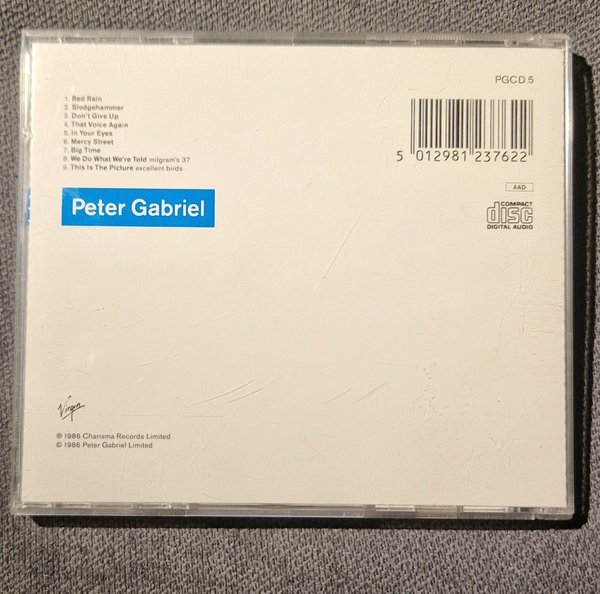 PGCD 5
1. Red Rain
2. Sledgehammer
3. Don't Give Up
4. That Voice Again
5. In Your Eyes
6. Mercy Street
7. Big Time
8. We Do What We're Told milgram's 37
9. This Is The Picture excellent birds
5 012981 237622
AAD
Peter Gabriel
COMPACT
disc
DIGITAL AUDIO
Virgin
℗ 1986 Charisma Records Limited
© 1986 Peter Gabriel Limited